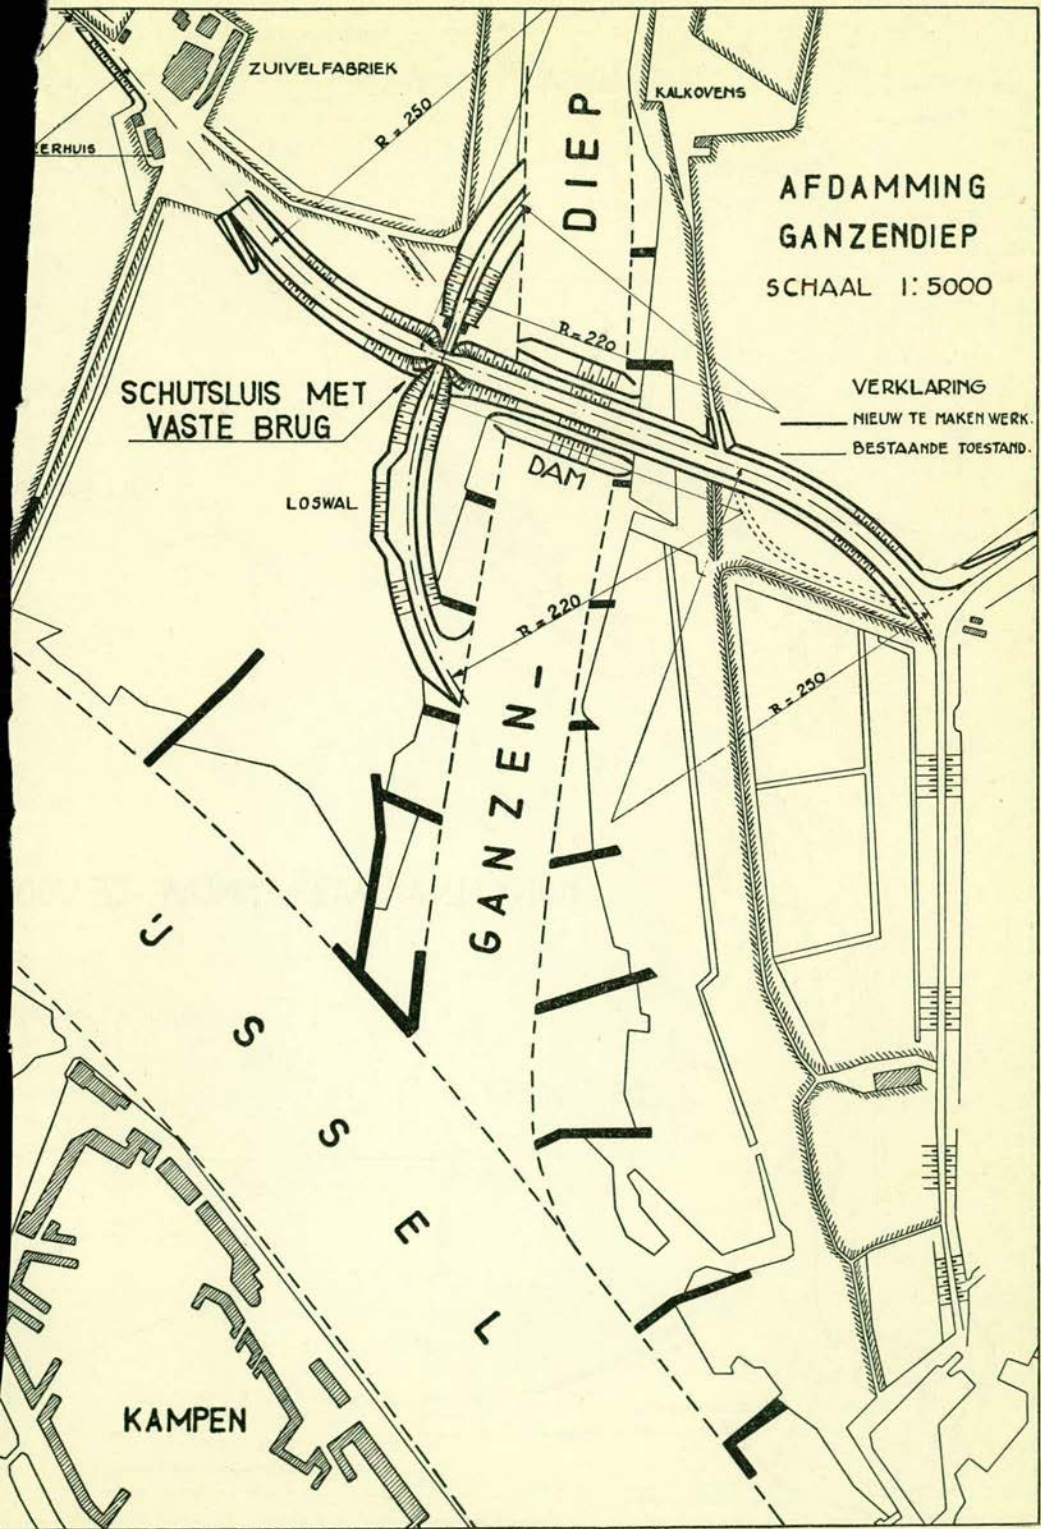 ZUIVELFABRIEK
R = 250
KALKOVENS
ERHUIS
DIEP
AFDAMMING
GANZENDIEP
SCHAAL 1:5000
R = 220
SCHUTSLUIS MET
VASTE BRUG
VERKLARING
NIEUW TE MAKEN WERK.
BESTAANDE TOESTAND.
DAM
LOSWAL
R = 220
R = 250
GANZEN-
IJSSEL
KAMPEN